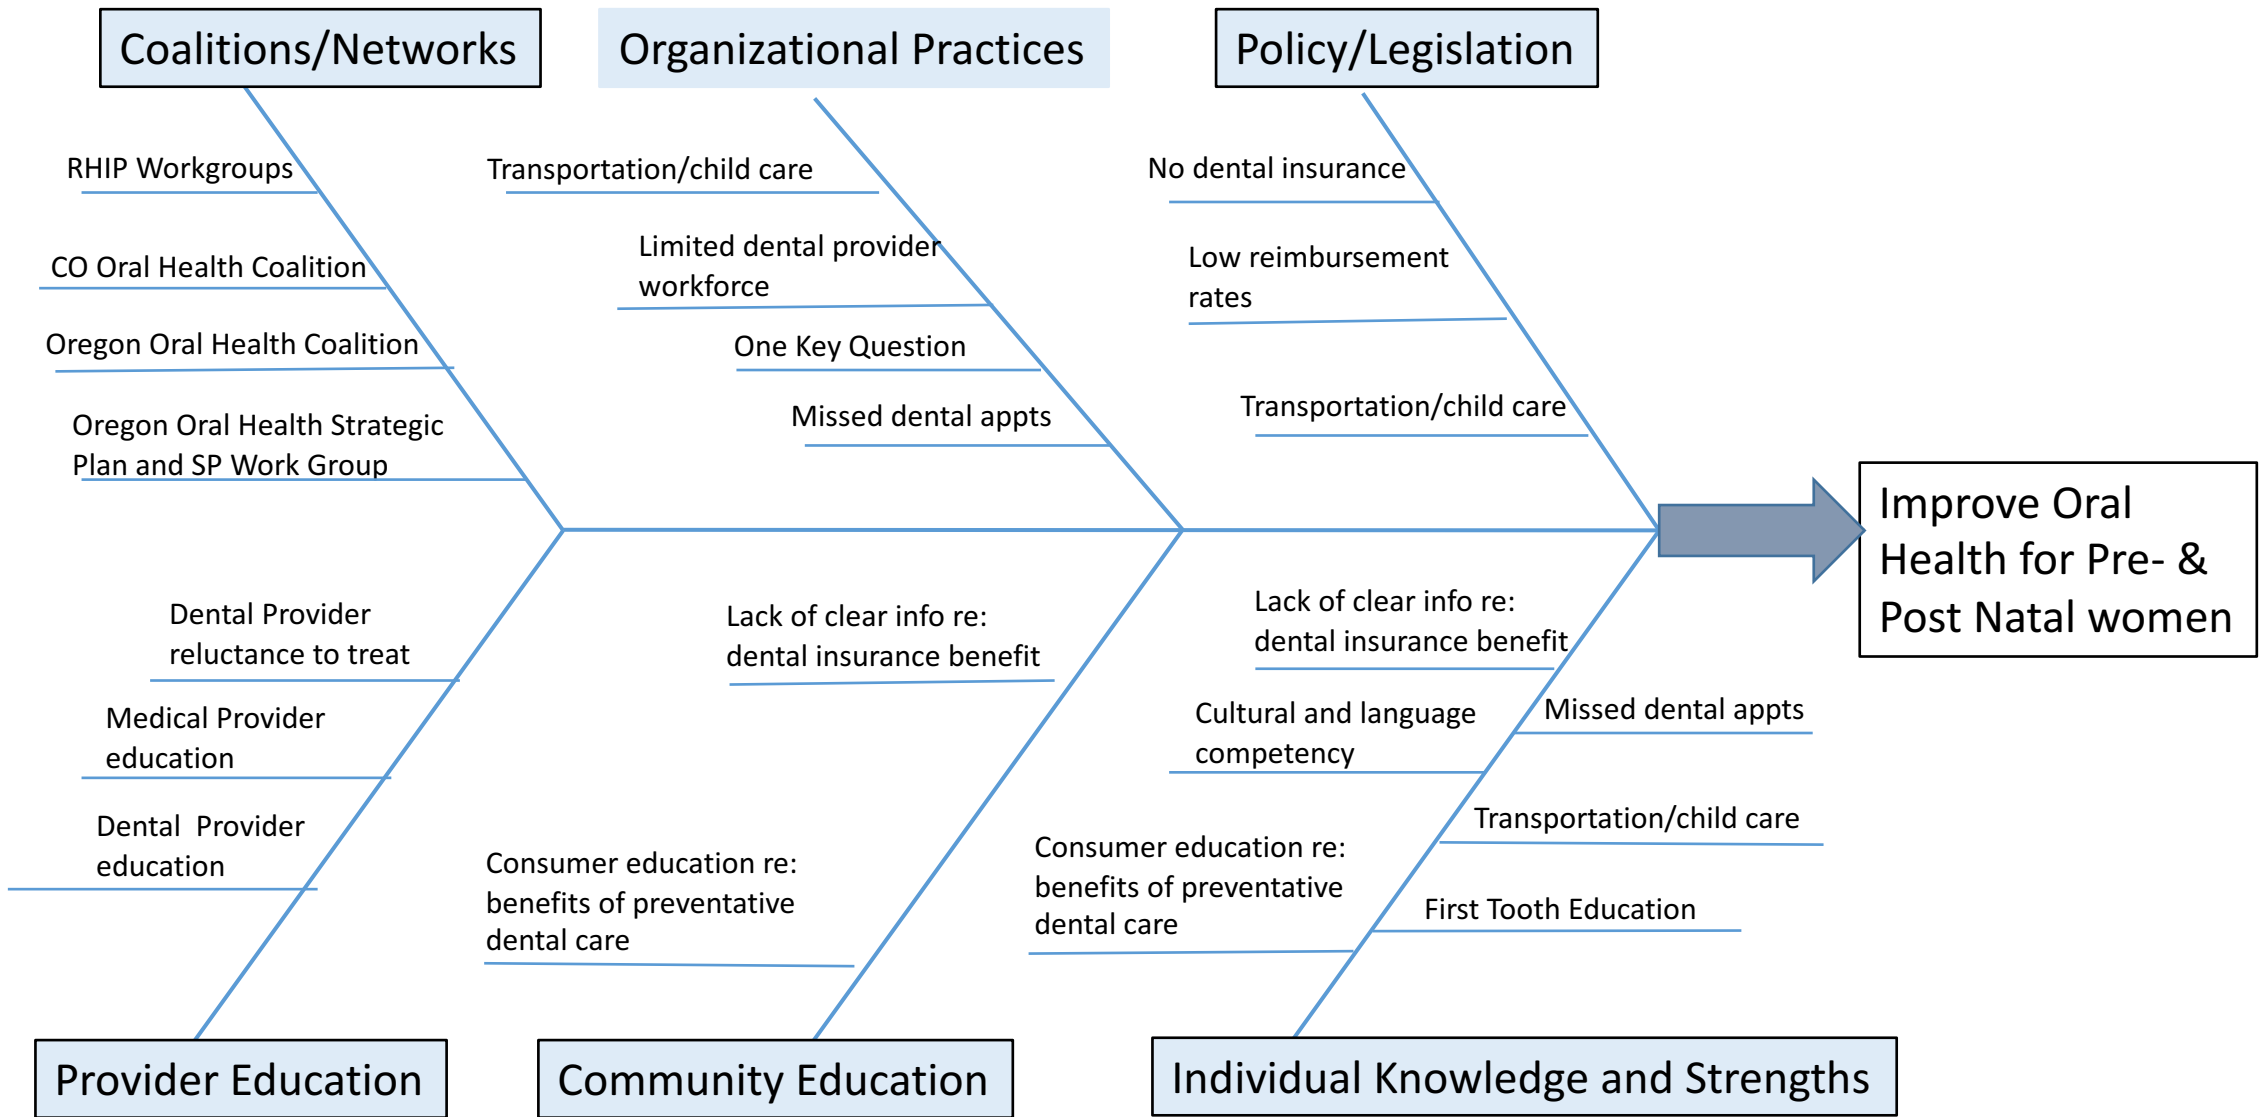 Coalitions/Networks
Organizational Practices
Policy/Legislation
RHIP Workgroups
CO Oral Health Coalition
Oregon Oral Health Coalition
Oregon Oral Health Strategic
Plan and SP Work Group
Transportation/child care
Limited dental provider
workforce
One Key Question
Missed dental appts
No dental insurance
Low reimbursement
rates
Transportation/child care
Improve Oral
Health for Pre- &
Post Natal women
Dental Provider
reluctance to treat
Medical Provider
education
Dental  Provider
education
Lack of clear info re:
dental insurance benefit
Consumer education re:
benefits of preventative
dental care
Lack of clear info re:
dental insurance benefit
Cultural and language
competency
Consumer education re:
benefits of preventative
dental care
Missed dental appts
Transportation/child care
First Tooth Education
Provider Education
Community Education
Individual Knowledge and Strengths